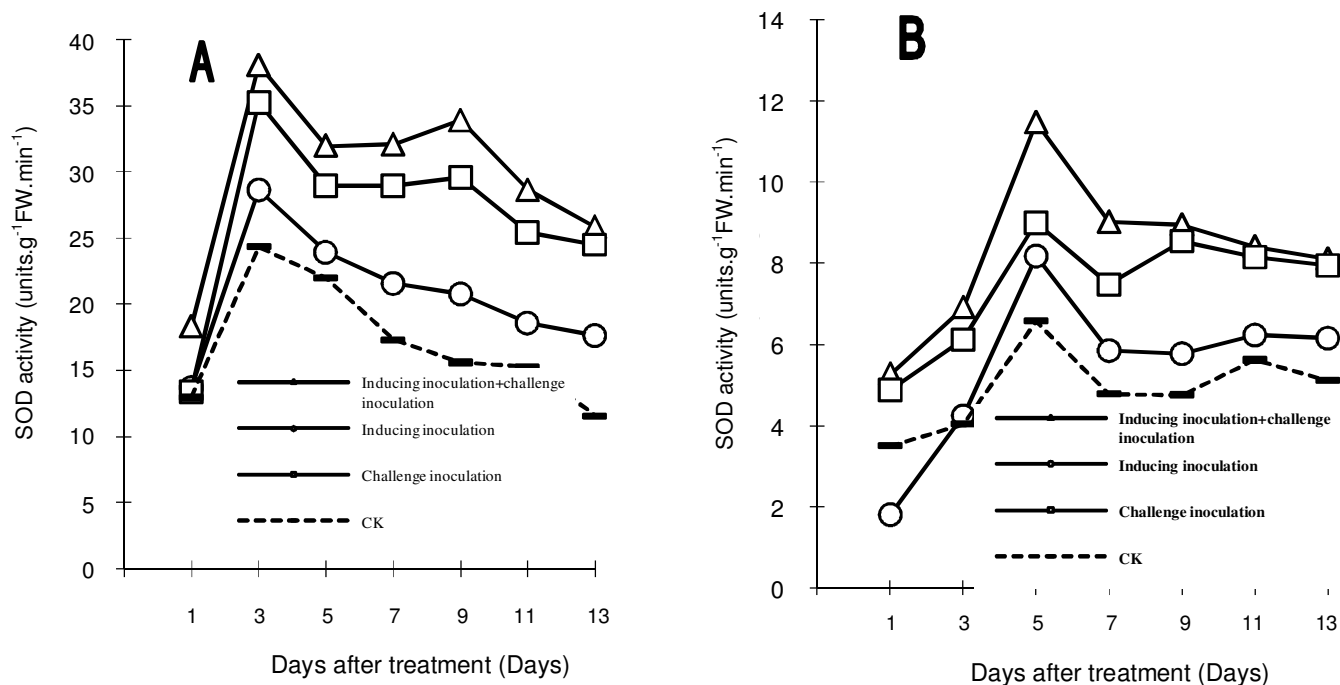 A
SOD activity (units.g⁻¹FW.min⁻¹)
40
35
30
25
20
15
10
5
0
Inducing inoculation+challenge
inoculation
Inducing inoculation
Challenge inoculation
CK
1 3 5 7 9 11 13
Days after treatment (Days)
B
SOD activity (units.g⁻¹FW.min⁻¹)
14
12
10
8
6
4
2
0
Inducing inoculation+challenge
inoculation
Inducing inoculation
Challenge inoculation
CK
1 3 5 7 9 11 13
Days after treatment (Days)